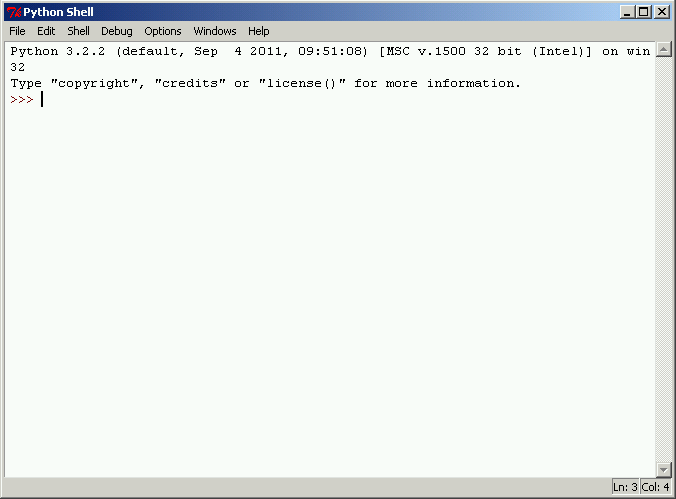 Python Shell
File Edit Shell Debug Options Windows Help
Python 3.2.2 (default, Sep  4 2011, 09:51:08) [MSC v.1500 32 bit (Intel)] on win
32
Type "copyright", "credits" or "license()" for more information.
>>>
Ln: 3 Col: 4